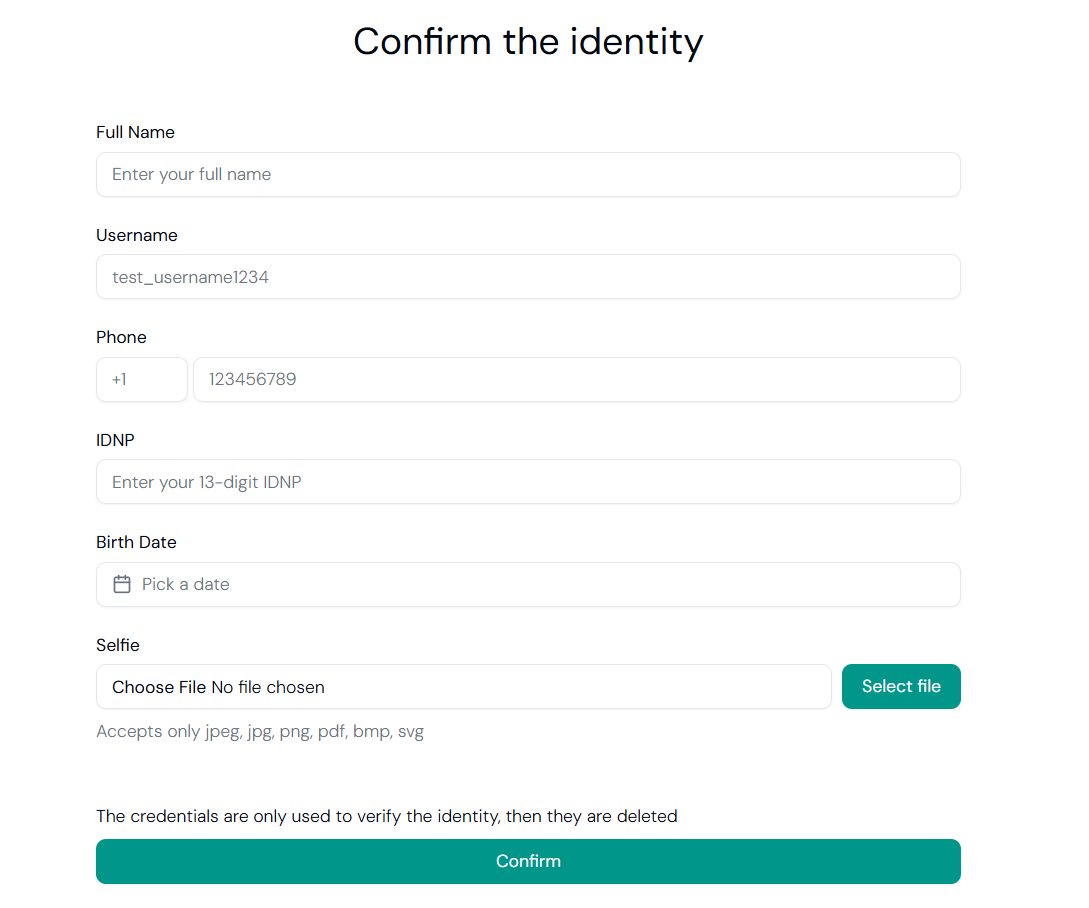 Confirm the identity
Full Name
Enter your full name
Username
test_username1234
Phone
+1 123456789
IDNP
Enter your 13-digit IDNP
Birth Date
Pick a date
Selfie
Choose File No file chosen Select file
Accepts only jpeg, jpg, png, pdf, bmp, svg
The credentials are only used to verify the identity, then they are deleted
Confirm